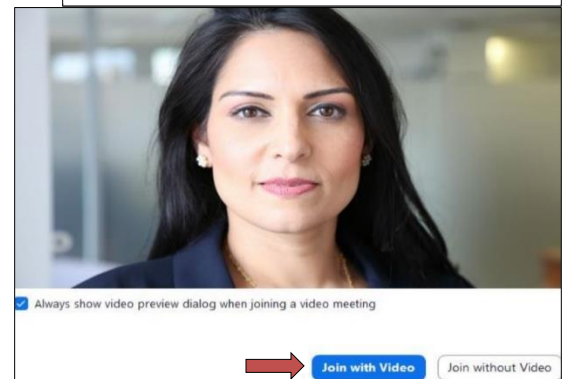 Always show video preview dialog when joining a video meeting
Join with Video
Join without Video